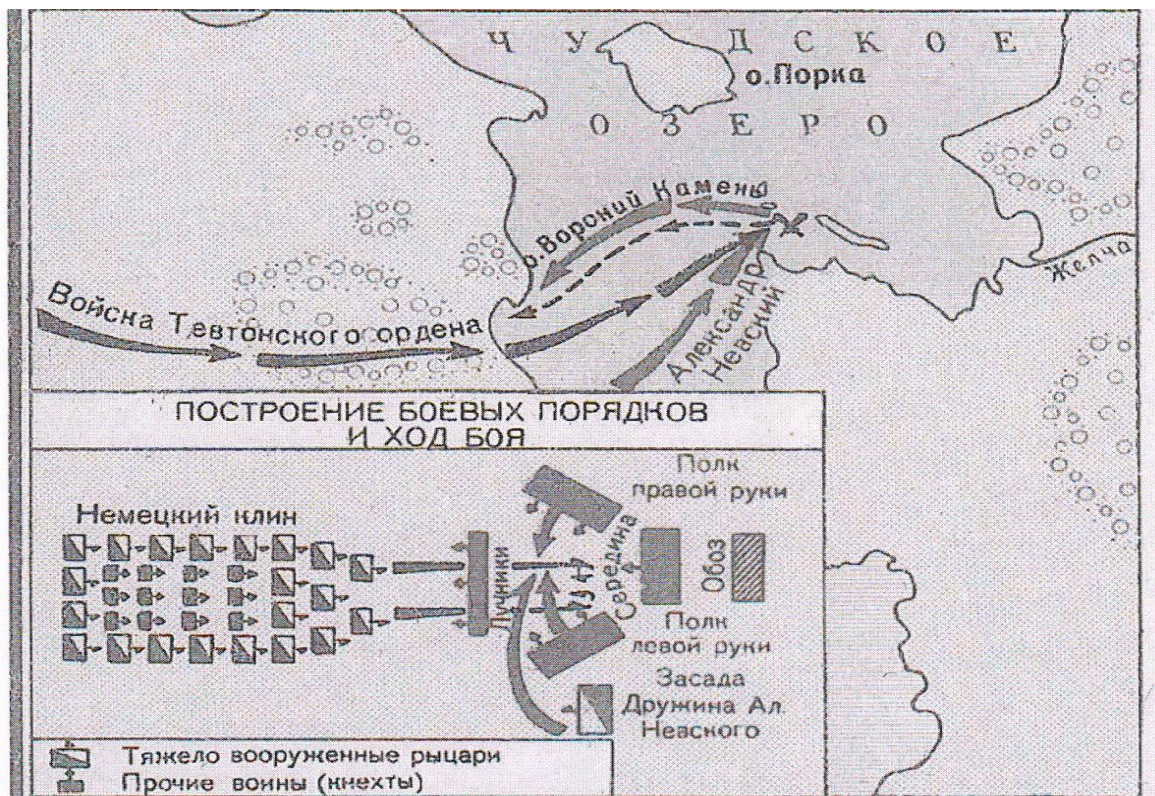 ЧУДСКОЕ
о.Порка
ОЗЕРО
о.Вороний Камень
Желча
Войска Тевтонского ордена
Александр
Невский
ПОСТРОЕНИЕ БОЕВЫХ ПОРЯДКОВ
И ХОД БОЯ
Немецкий клин
Лучники
Середина
Полк
правой руки
Обоз
Полк
левой руки
Засада
Дружина Ал.
Невского
Тяжело вооруженные рыцари
Прочие воины (кнехты)